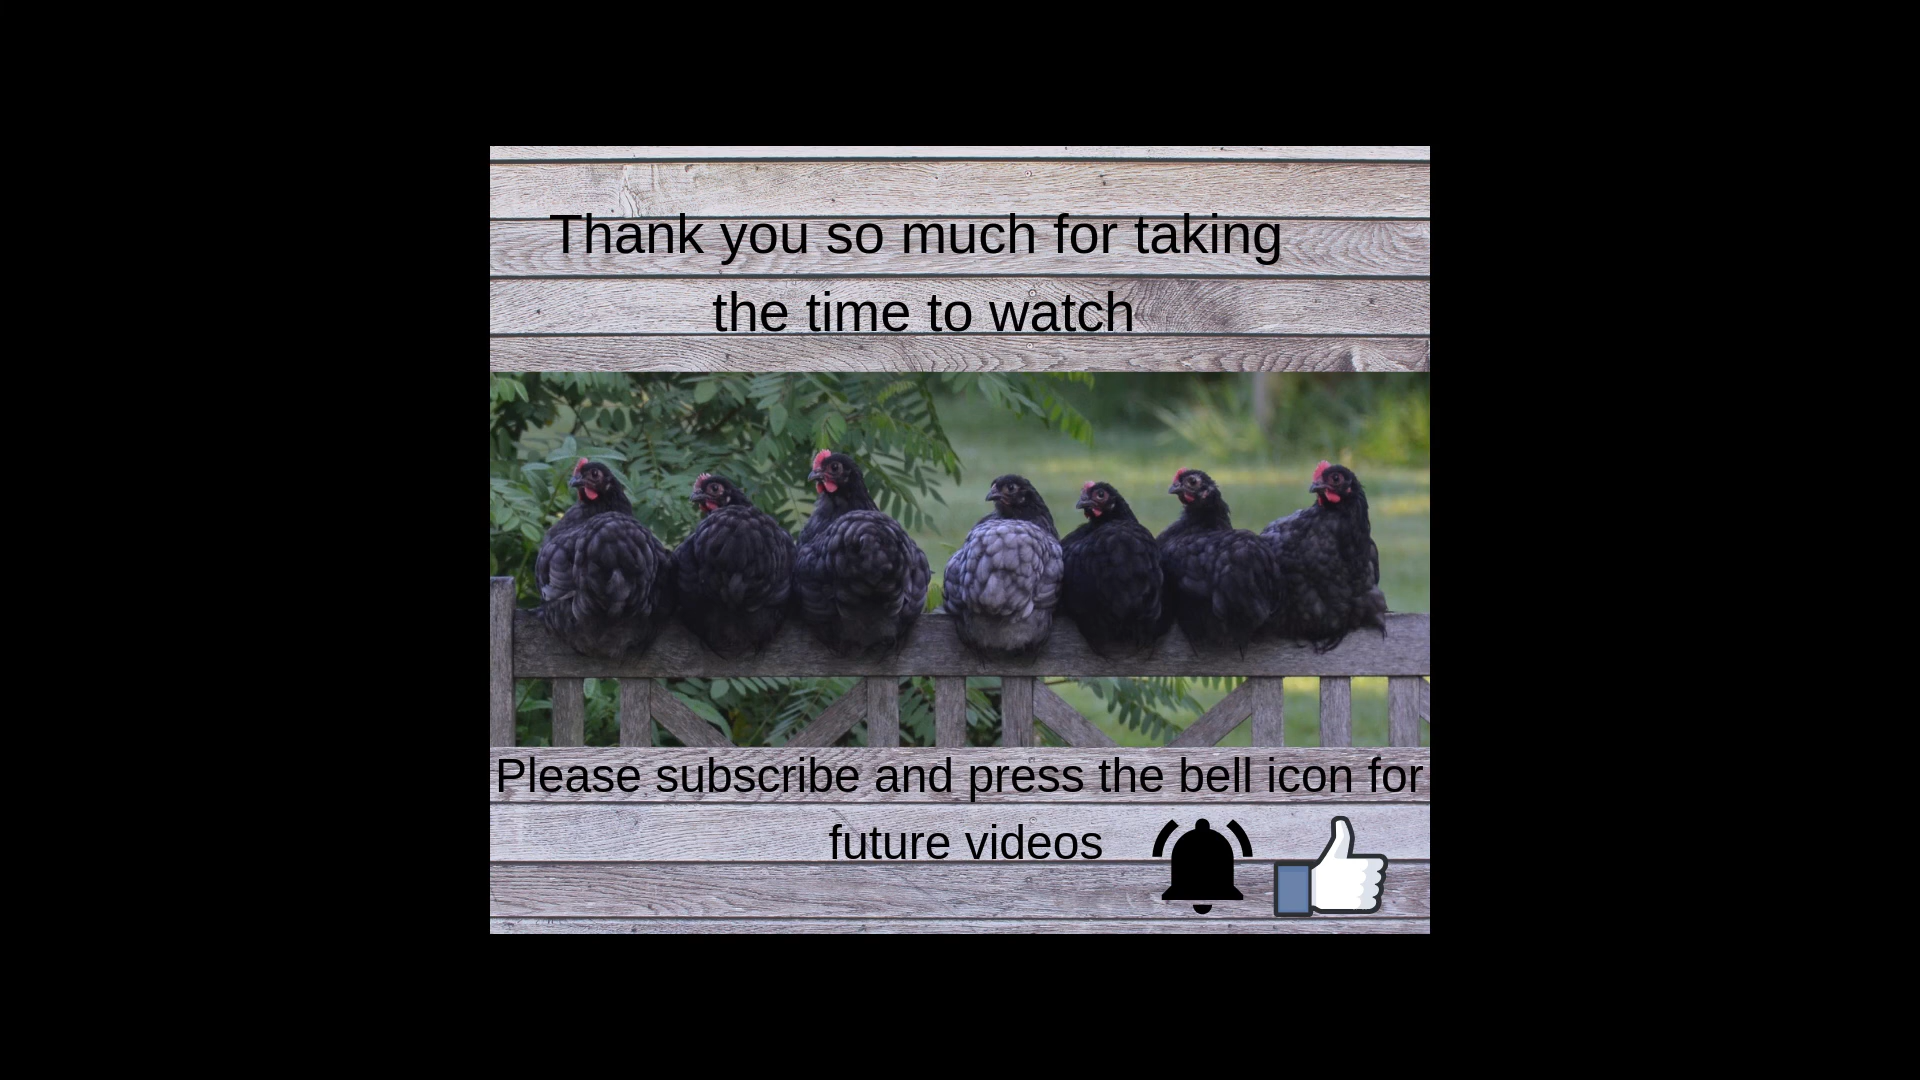 Thank you so much for taking
the time to watch
Please subscribe and press the bell icon for
future videos